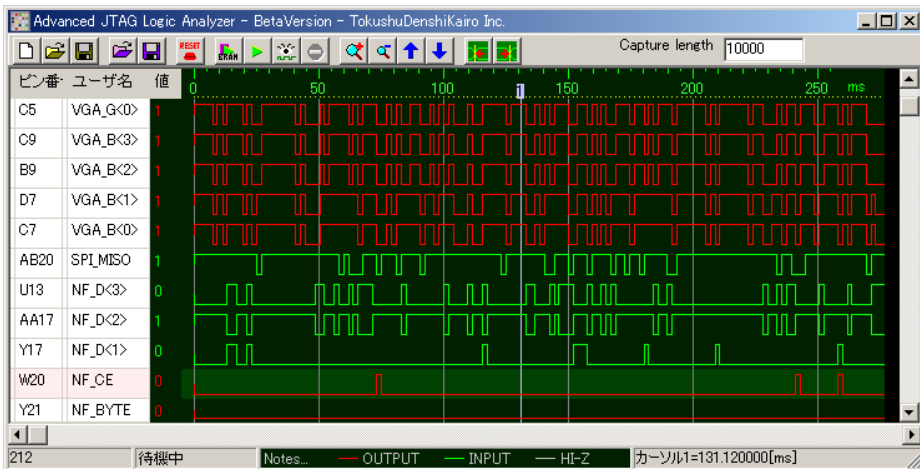 Advanced JTAG Logic Analyzer - BetaVersion - TokushuDenshiKairo Inc.
RESET
DRAM
Capture length 10000
ピン番 ユーザ名 値 0 50 100 1 150 200 250 ms
C5 VGA_G<0> 1
C9 VGA_B<3> 1
B9 VGA_B<2> 1
D7 VGA_B<1> 1
C7 VGA_B<0> 1
AB20 SPI_MISO 1
U13 NF_D<3> 0
AA17 NF_D<2> 1
Y17 NF_D<1> 0
W20 NF_CE 0
Y21 NF_BYTE 0
212 待機中 Notes... OUTPUT INPUT HI-Z カーソル1=131.120000[ms]